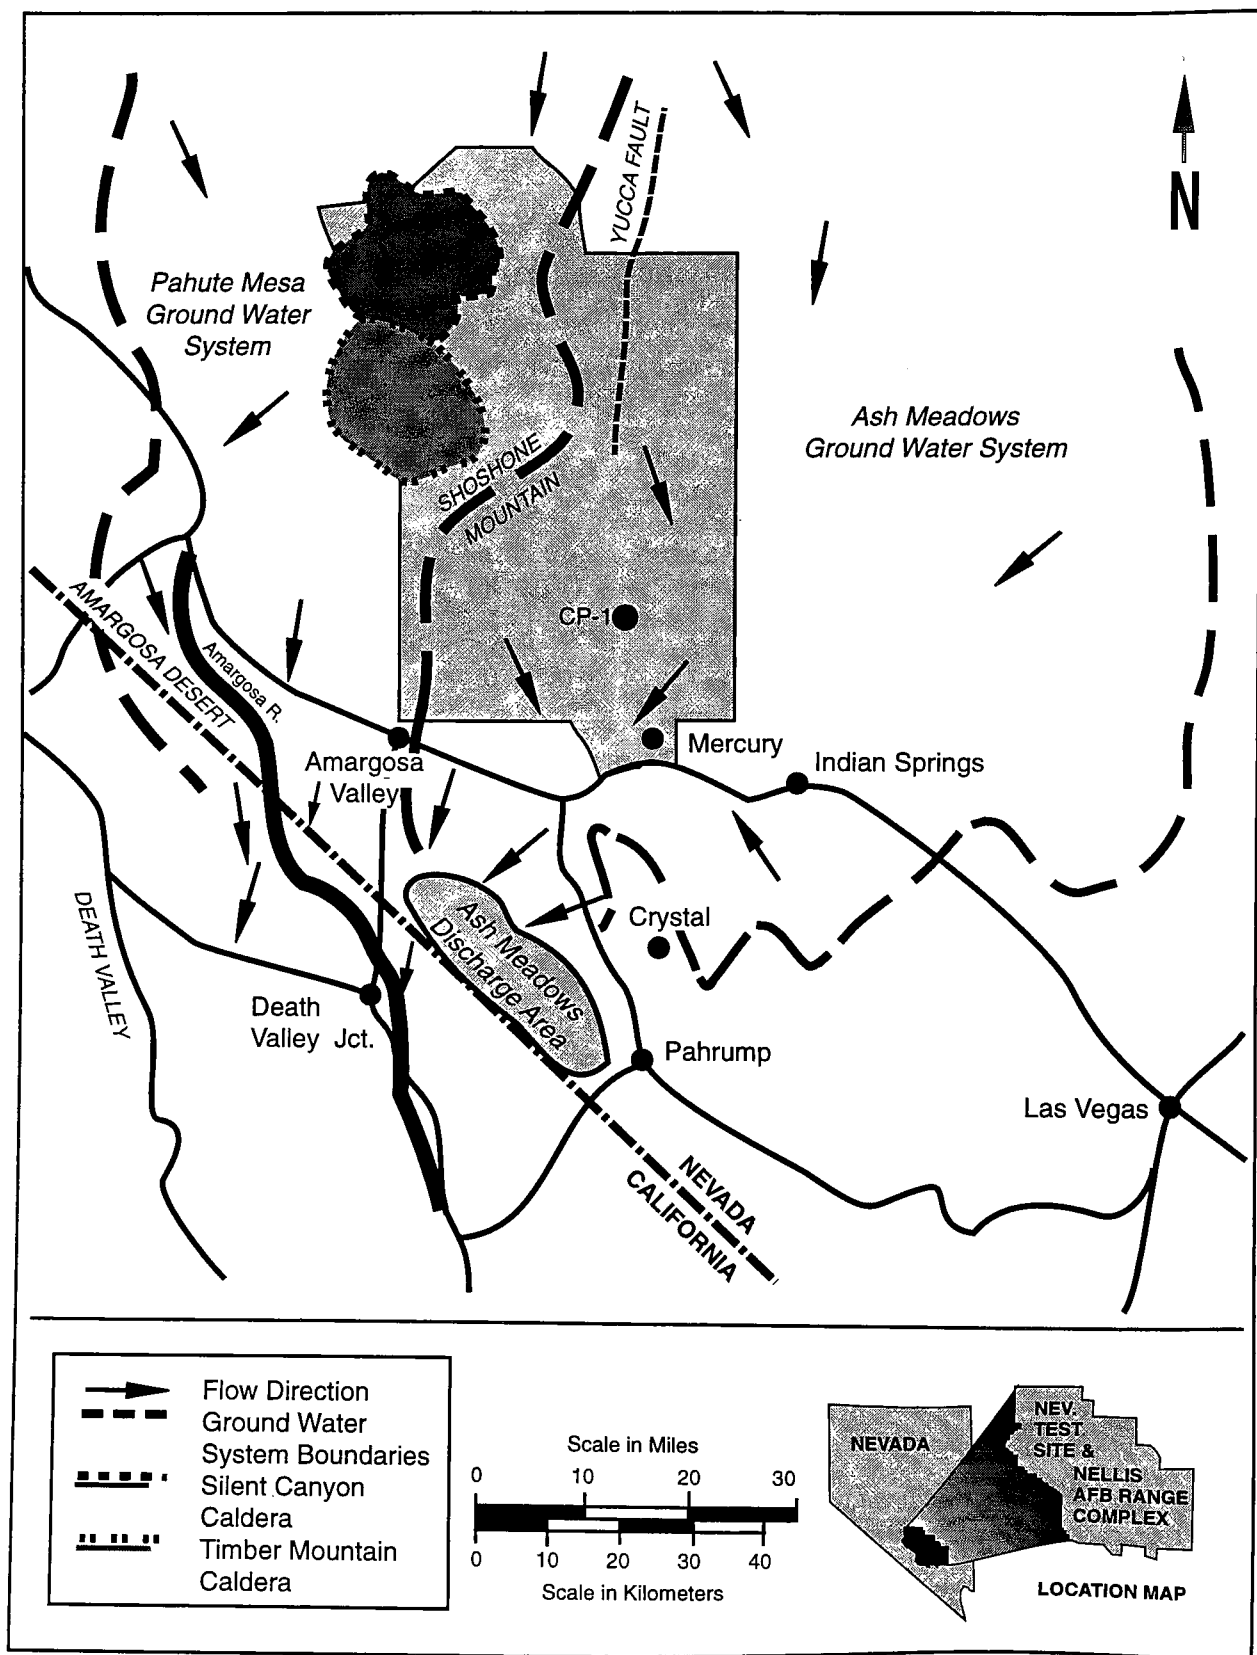 YUCCA FAULT
N
Pahute Mesa
Ground Water
System
Ash Meadows
Ground Water System
SHOSHONE
MOUNTAIN
CP-1
AMARGOSA DESERT
Amargosa R.
Mercury
Amargosa
Valley
Indian Springs
DEATH VALLEY
Crystal
Ash Meadows
Discharge Area
Death
Valley Jct.
Pahrump
Las Vegas
NEVADA
CALIFORNIA
Flow Direction
Ground Water
System Boundaries
Silent Canyon
Caldera
Timber Mountain
Caldera
Scale in Miles
0 10 20 30
0 10 20 30 40
Scale in Kilometers
NEVADA
NEV.
TEST
SITE &
NELLIS
AFB RANGE
COMPLEX
LOCATION MAP